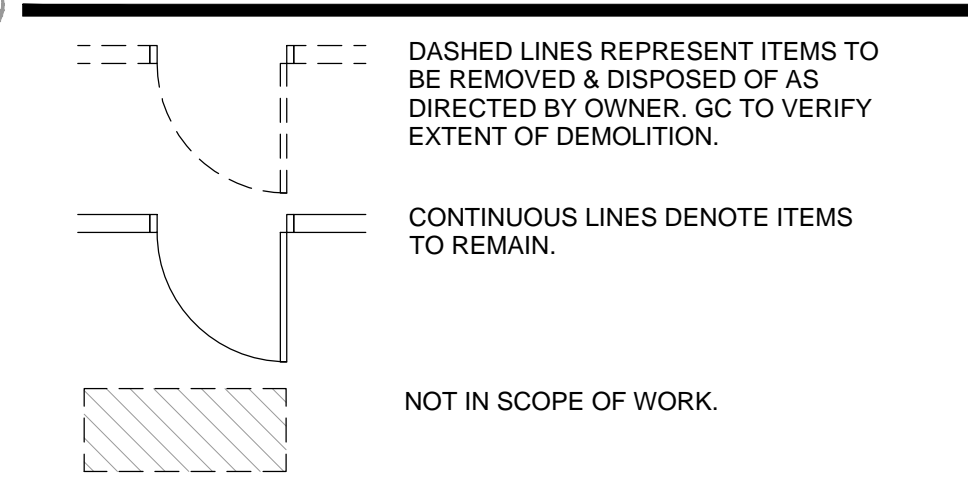 DASHED LINES REPRESENT ITEMS TO
BE REMOVED & DISPOSED OF AS
DIRECTED BY OWNER. GC TO VERIFY
EXTENT OF DEMOLITION.
CONTINUOUS LINES DENOTE ITEMS
TO REMAIN.
NOT IN SCOPE OF WORK.